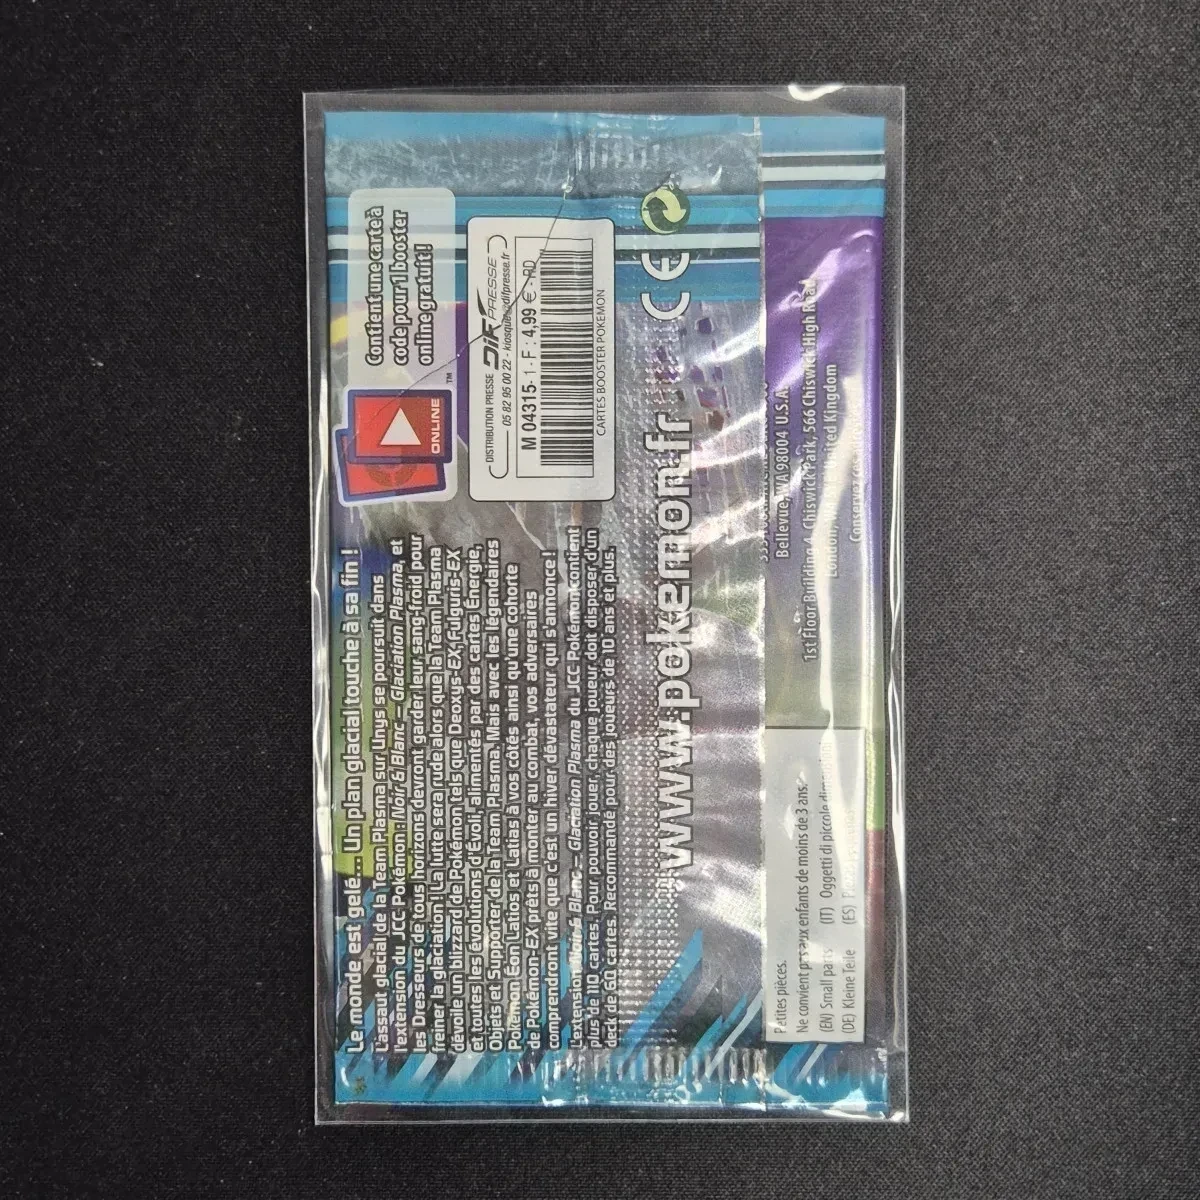 Contient une carte à
code pour 1 booster
online gratuit !
ONLINE
TM
DISTRIBUTION PRESSE DIF PRESSE
05 82 95 00 22 - kiosque@difpresse.fr
M 04315 - 1 - F : 4,99 € - RD
CARTES BOOSTER POKEMON
CE
Le monde est gelé... Un plan glacial touche à sa fin !
L'assaut glacial de la Team Plasma sur Unys se poursuit dans
l'extension du JCC Pokémon : Noir & Blanc – Glaciation Plasma, et
les Dresseurs de tous horizons devront garder leur sang-froid pour
freiner la glaciation ! La lutte sera rude alors que la Team Plasma
dévoile un blizzard de Pokémon tels que Deoxys-EX, Fulguris-EX
et toutes les évolutions d'Évoli, alimentés par des cartes Énergie,
Objets et Supporter de la Team Plasma. Mais avec les légendaires
Pokémon Éon Latios et Latias à vos côtés ainsi qu'une cohorte
de Pokémon-EX prêts à monter au combat, vos adversaires
comprendront vite que c'est un hiver dévastateur qui s'annonce !
L'extension Noir & Blanc – Glaciation Plasma du JCC Pokémon contient
plus de 110 cartes. Pour pouvoir jouer, chaque joueur doit disposer d'un
deck de 60 cartes. Recommandé pour des joueurs de 10 ans et plus.
www.pokemon.fr
Bellevue, WA 98004 U.S.A.
1st Floor Building 4, Chiswick Park, 566 Chiswick High Road
London, United Kingdom
Petites pièces.
Ne convient pas aux enfants de moins de 3 ans.
(EN) Small parts (IT) Oggetti di piccole
(DE) Kleine Teile (ES)